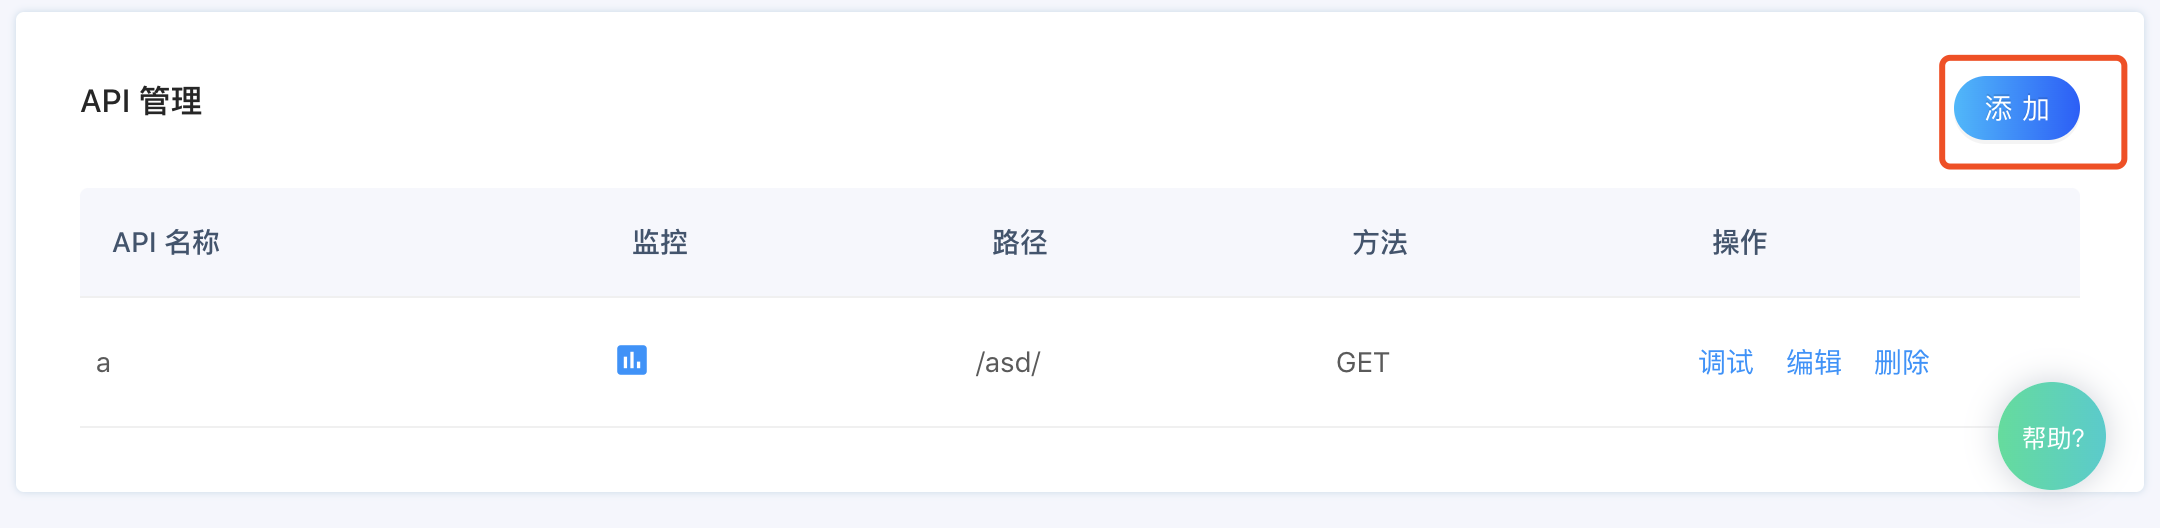 API 管理
添 加
API 名称 监控 路径 方法 操作
a /asd/ GET 调试 编辑 删除
帮助?